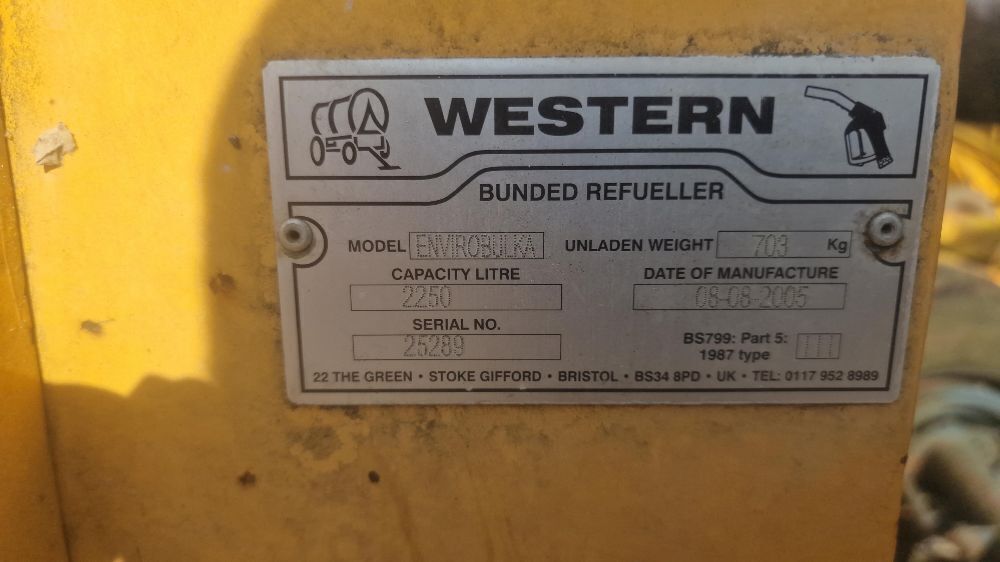 WESTERN
BUNDED REFUELLER
MODEL ENVIROBULKA UNLADEN WEIGHT 703 Kg
CAPACITY LITRE DATE OF MANUFACTURE
2250 08-08-2005
SERIAL NO.
25289
BS799: Part 5:
1987 type III
22 THE GREEN • STOKE GIFFORD • BRISTOL • BS34 8PD • UK • TEL: 0117 952 8989